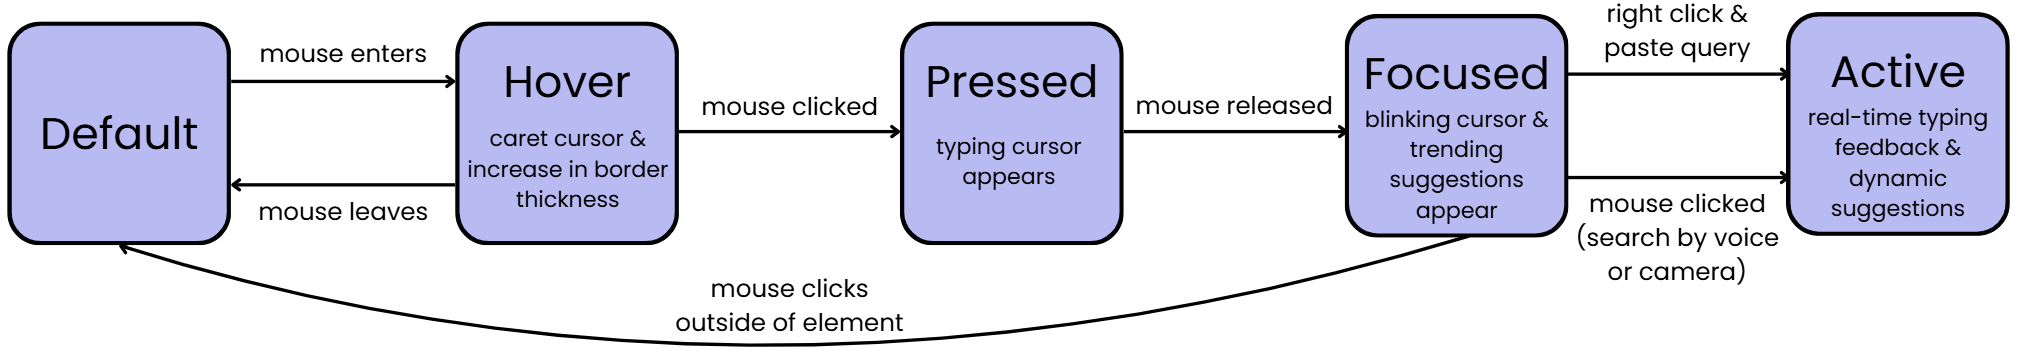 Default
mouse enters
mouse leaves
Hover
caret cursor &
increase in border
thickness
mouse clicked
Pressed
typing cursor
appears
mouse released
Focused
blinking cursor &
trending
suggestions
appear
right click &
paste query
mouse clicked
(search by voice
or camera)
Active
real-time typing
feedback &
dynamic
suggestions
mouse clicks
outside of element